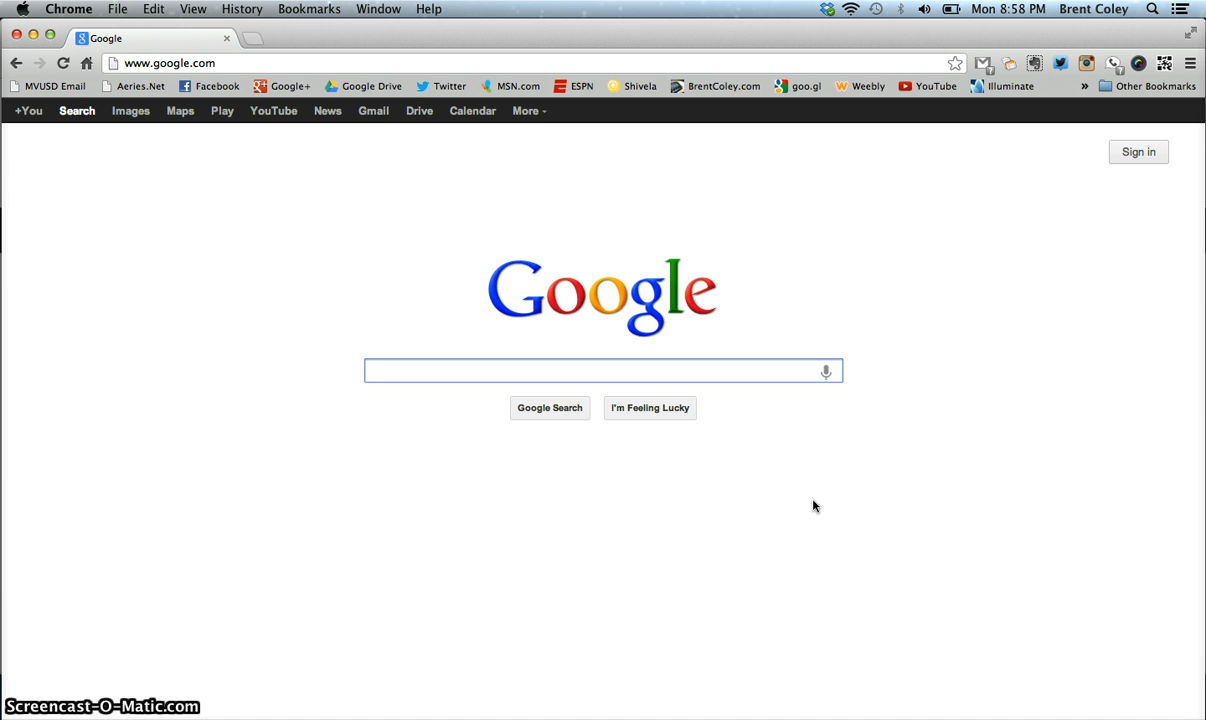 Chrome File Edit View History Bookmarks Window Help Mon 8:58 PM Brent Coley
Google
www.google.com
MVUSD Email Aeries.Net Facebook Google+ Google Drive Twitter MSN.com ESPN Shivela BrentColey.com goo.gl Weebly YouTube Illuminate » Other Bookmarks
+You Search Images Maps Play YouTube News Gmail Drive Calendar More
Sign in
Google
Google Search I'm Feeling Lucky
Screencast-O-Matic.com